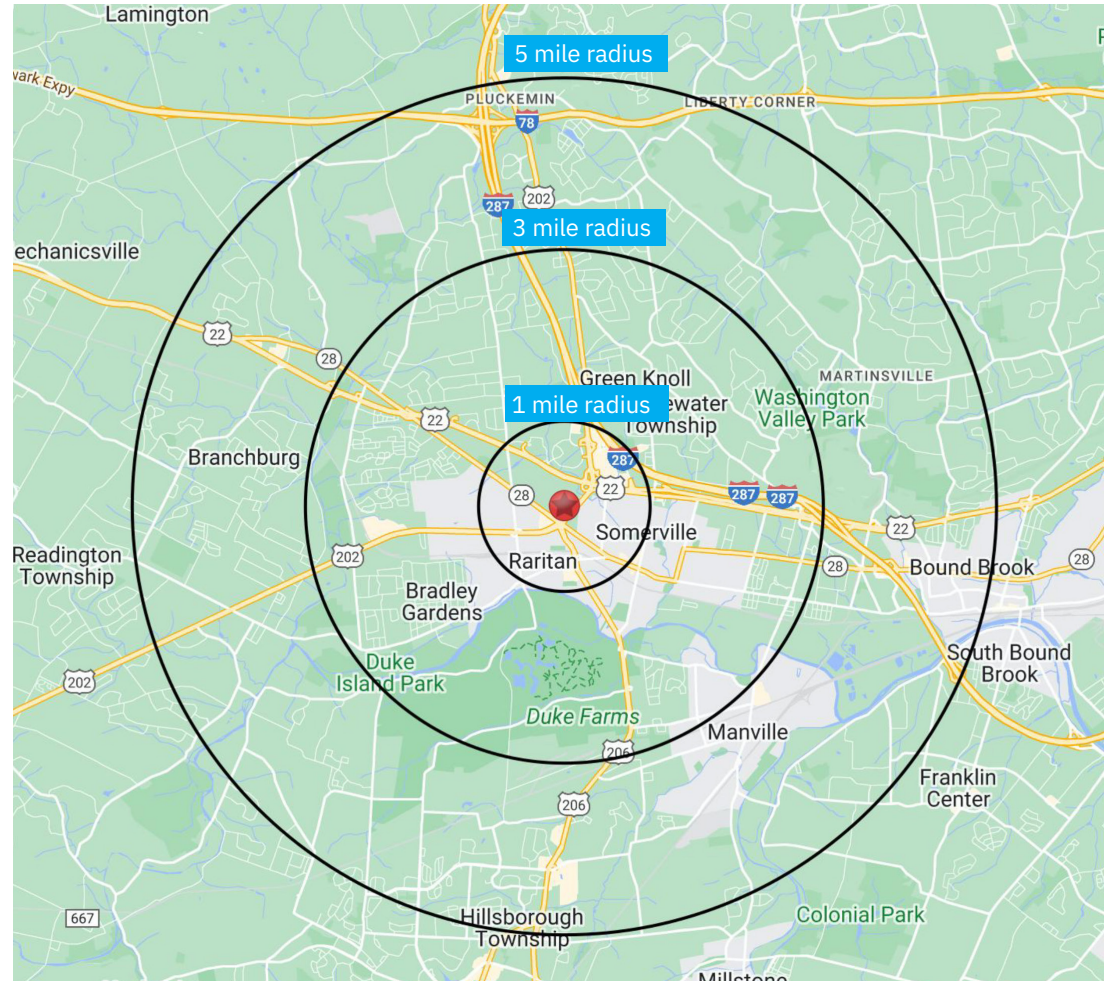 Lamington
wark Expy
5 mile radius
PLUCKEMIN
LIBERTY CORNER
78
202
287
3 mile radius
echanicsville
22
28
Green Knoll
MARTINSVILLE
1 mile radius
ewater
Township
Washington
Valley Park
22
Branchburg
287
28
22
287
287
22
Somerville
202
Readington
Township
Raritan
28
Bound Brook
28
Bradley
Gardens
South Bound
Brook
Duke
Island Park
202
Duke Farms
Manville
206
Franklin
Center
206
667
Hillsborough
Township
Colonial Park
Millstone